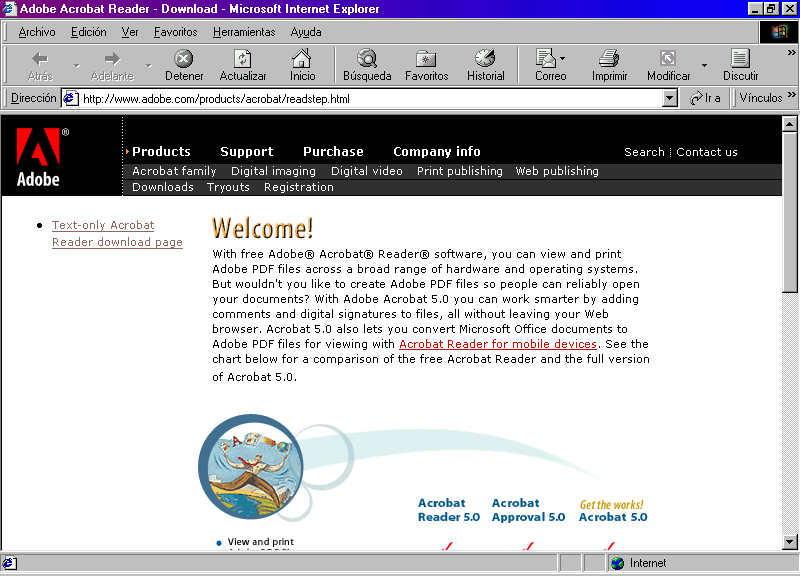 Adobe Acrobat Reader - Download - Microsoft Internet Explorer
Archivo Edición Ver Favoritos Herramientas Ayuda
Atrás Adelante Detener Actualizar Inicio Búsqueda Favoritos Historial Correo Imprimir Modificar Discutir
Dirección http://www.adobe.com/products/acrobat/readstep.html Ir a Vínculos
Adobe
Products Support Purchase Company info Search Contact us
Acrobat family Digital imaging Digital video Print publishing Web publishing
Downloads Tryouts Registration
Text-only Acrobat
Reader download page
Welcome!
With free Adobe® Acrobat® Reader® software, you can view and print
Adobe PDF files across a broad range of hardware and operating systems.
But wouldn't you like to create Adobe PDF files so people can reliably open
your documents? With Adobe Acrobat 5.0 you can work smarter by adding
comments and digital signatures to files, all without leaving your Web
browser. Acrobat 5.0 also lets you convert Microsoft Office documents to
Adobe PDF files for viewing with Acrobat Reader for mobile devices. See the
chart below for a comparison of the free Acrobat Reader and the full version
of Acrobat 5.0.
Acrobat
Reader 5.0
Acrobat
Approval 5.0
Get the works!
Acrobat 5.0
View and print
Internet